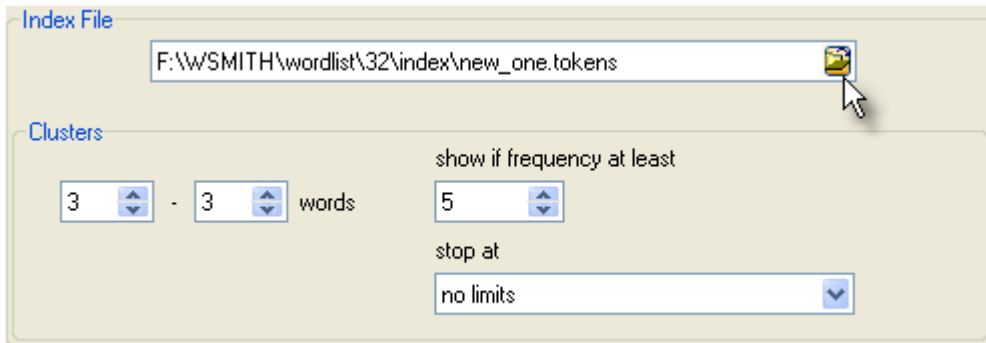 Index File
F:\WSMITH\wordlist\32\index\new_one.tokens
Clusters
show if frequency at least
3 - 3 words 5
stop at
no limits